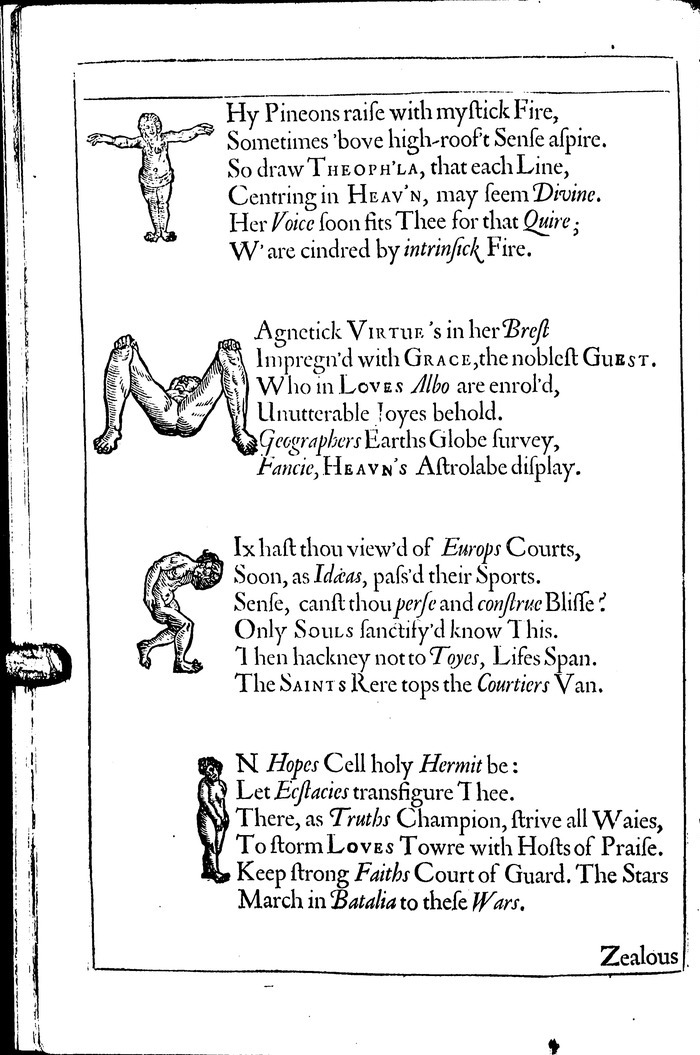 THy Pineons raiſe with myſtick Fire,
Sometimes 'bove high-rooft Senſe aſpire.
So draw THEOPH'LA, that each Line,
Centring in HEAV'N, may ſeem Divine.
Her Voice ſoon fits Thee for that Quire;
W' are cindred by intrinſick Fire.
MAgnetick VIRTUE 's in her Breſt
Impregn'd with GRACE, the nobleſt GUEST.
Who in LOVES Albo are enrol'd,
Unutterable Joyes behold.
Geographers Earths Globe ſurvey,
Fancie, HEAVN'S Aſtrolabe diſplay.
SIx haſt thou view'd of Europs Courts,
Soon, as Idæas, paſs'd their Sports.
Senſe, canſt thou perſe and conſtrue Bliſſe?
Only SOULS ſanctify'd know This.
Then hackney not to Toyes, Lifes Span.
The SAINTS Rere tops the Courtiers Van.
IN Hopes Cell holy Hermit be:
Let Ecſtacies transfigure Thee.
There, as Truths Champion, ſtrive all Waies,
To ſtorm LOVES Towre with Hoſts of Praiſe.
Keep ſtrong Faiths Court of Guard. The Stars
March in Batalia to theſe Wars.
Zealous